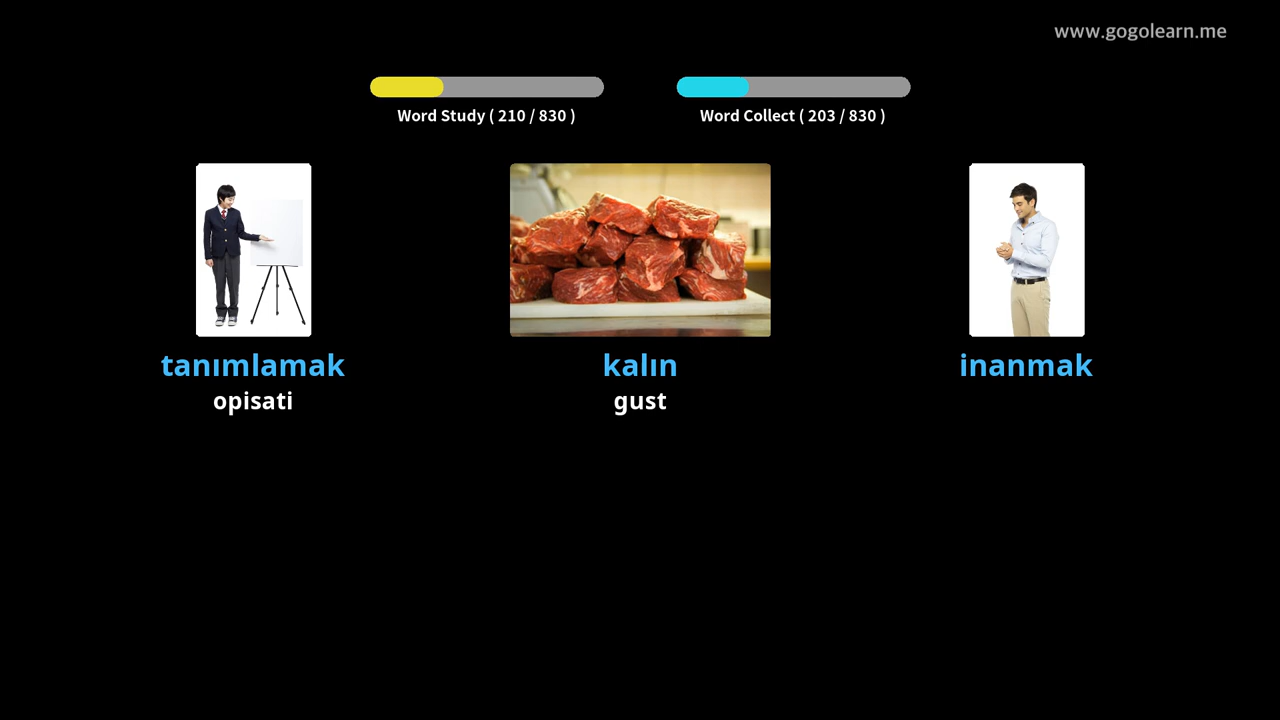 www.gogolearn.me
Word Study ( 210 / 830 )
Word Collect ( 203 / 830 )
tanımlamak
opisati
kalın
gust
inanmak